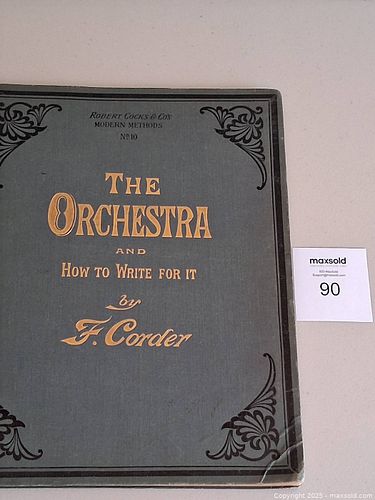 ROBERT COCKS & CO'S
MODERN METHODS
No 10
THE
ORCHESTRA
AND
HOW TO WRITE FOR IT
by
F. Corder
maxsold
90
Copyright 2025 - maxsold.com